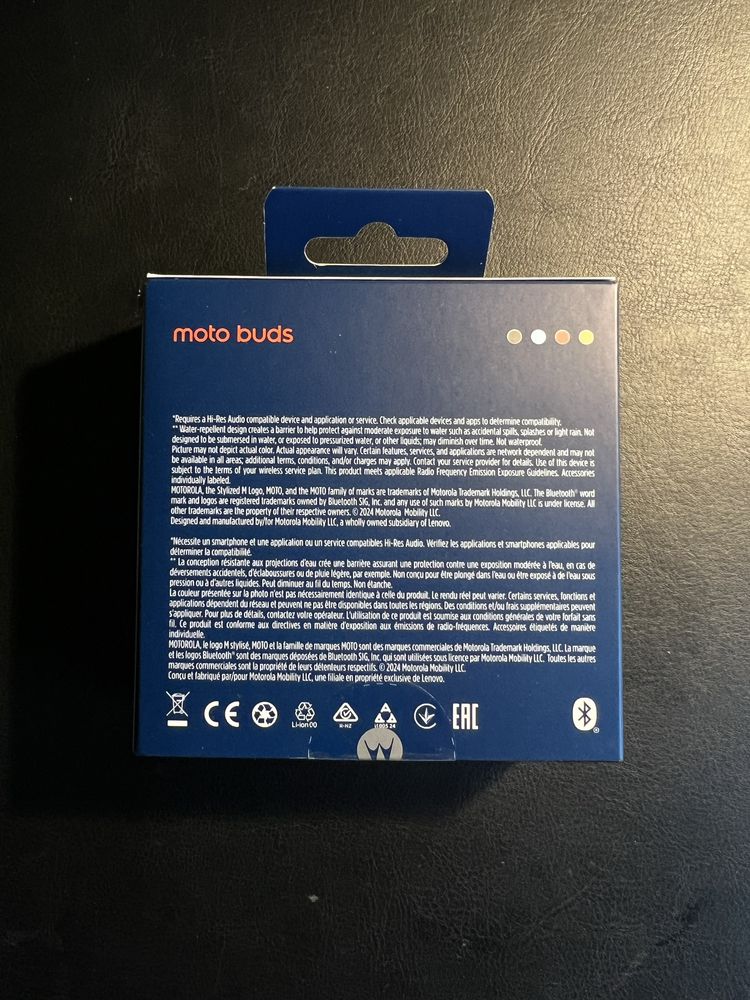 moto buds
*Requires a Hi-Res Audio compatible device and application or service. Check applicable devices and apps to determine compatibility.
** Water-repellent design creates a barrier to help protect against moderate exposure to water such as accidental spills, splashes or light rain. Not
designed to be submersed in water, or exposed to pressurized water, or other liquids; may diminish over time. Not waterproof.
Picture may not depict actual color. Actual appearance will vary. Certain features, services, and applications are network dependent and may not
be available in all areas; additional terms, conditions, and/or charges may apply. Contact your service provider for details. Use of this device is
subject to the terms of your wireless service plan. This product meets applicable Radio Frequency Emission Exposure Guidelines. Accessories
individually labeled.
MOTOROLA, the Stylized M Logo, MOTO, and the MOTO family of marks are trademarks of Motorola Trademark Holdings, LLC. The Bluetooth® word
mark and logos are registered trademarks owned by Bluetooth SIG, Inc. and any use of such marks by Motorola Mobility LLC is under license. All
other trademarks are the property of their respective owners. © 2024 Motorola Mobility LLC.
Designed and manufactured by/for Motorola Mobility LLC, a wholly owned subsidiary of Lenovo.
*Nécessite un smartphone et une application ou un service compatibles Hi-Res Audio. Vérifiez les applications et smartphones applicables pour
déterminer la compatibilité.
** La conception résistante aux projections d'eau crée une barrière assurant une protection contre une exposition modérée à l'eau, en cas de
déversements accidentels, d'éclaboussures ou de pluie légère, par exemple. Non conçu pour être plongé dans l'eau ou être exposé à de l'eau sous
pression ou à d'autres liquides. Peut diminuer au fil du temps. Non étanche.
La couleur présentée sur la photo n'est pas nécessairement identique à celle du produit. Le rendu réel peut varier. Certains services, fonctions et
applications dépendent du réseau et peuvent ne pas être disponibles dans toutes les régions. Des conditions et/ou frais supplémentaires peuvent
s'appliquer. Pour plus de détails, contactez votre opérateur. L'utilisation de ce produit est soumise aux conditions générales de votre forfait sans
fil. Ce produit est conforme aux directives en matière d'exposition aux émissions de radio-fréquences. Accessoires étiquetés de manière
individuelle.
MOTOROLA, le logo M stylisé, MOTO et la famille de marques MOTO sont des marques commerciales de Motorola Trademark Holdings, LLC. La marque
et les logos Bluetooth® sont des marques déposées de Bluetooth SIG, Inc. qui sont utilisées sous licence par Motorola Mobility LLC. Toutes les autres
marques commerciales sont la propriété de leurs détenteurs respectifs. © 2024 Motorola Mobility LLC.
Conçu et fabriqué par/pour Motorola Mobility LLC, une filiale en propriété exclusive de Lenovo.
CE Li-ion 00 R-NZ EAC